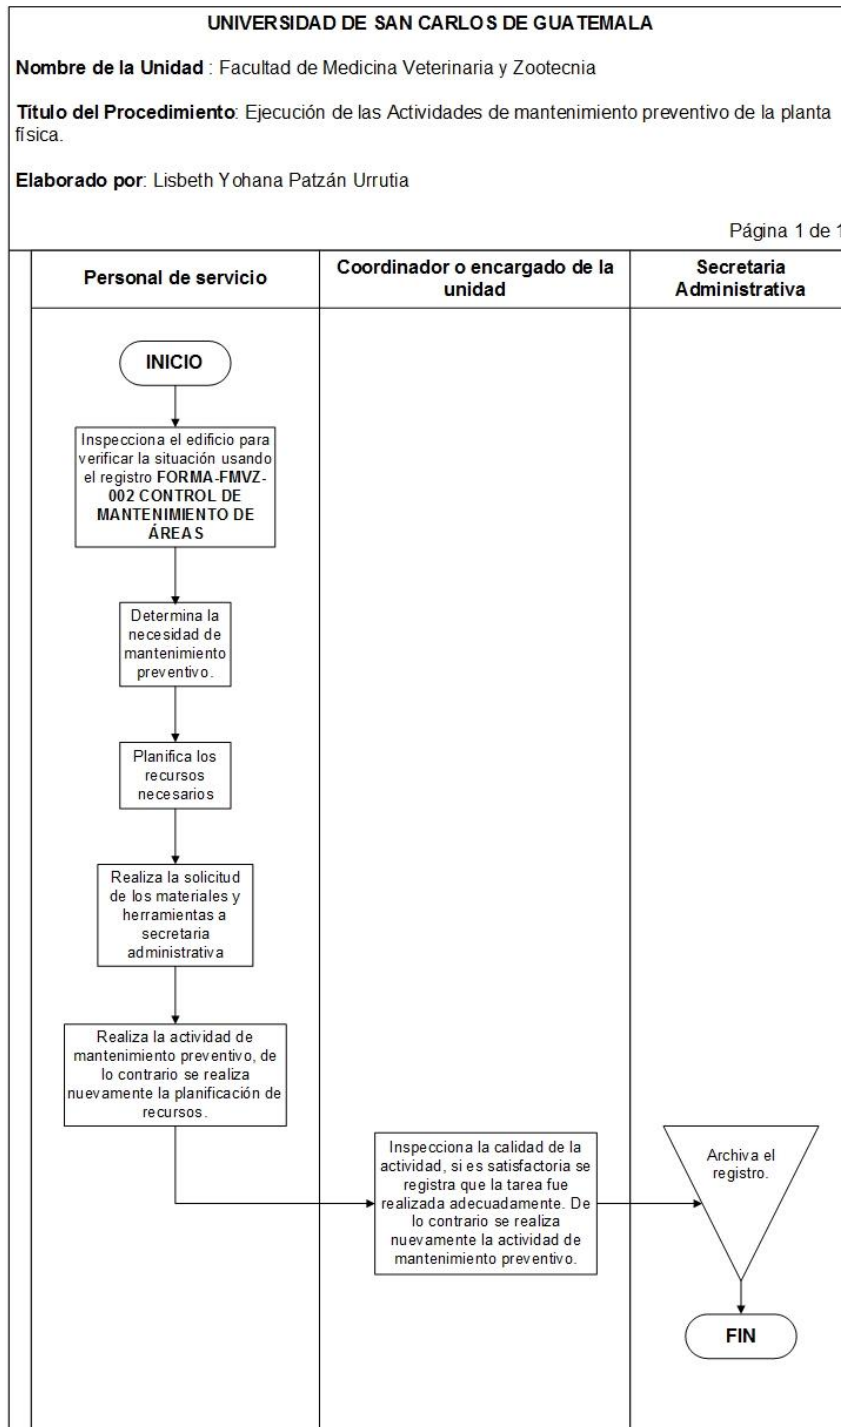 UNIVERSIDAD DE SAN CARLOS DE GUATEMALA
Nombre de la Unidad : Facultad de Medicina Veterinaria y Zootecnia
Título del Procedimiento: Ejecución de las Actividades de mantenimiento preventivo de la planta
física.
Elaborado por: Lisbeth Yohana Patzán Urrutia
Página 1 de 1
Personal de servicio
Coordinador o encargado de la
unidad
Secretaria
Administrativa
INICIO
Inspecciona el edificio para
verificar la situación usando
el registro FORMA-FMVZ-
002 CONTROL DE
MANTENIMIENTO DE
ÁREAS
Determina la
necesidad de
mantenimiento
preventivo.
Planifica los
recursos
necesarios
Realiza la solicitud
de los materiales y
herramientas a
secretaria
administrativa
Realiza la actividad de
mantenimiento preventivo, de
lo contrario se realiza
nuevamente la planificación de
recursos.
Inspecciona la calidad de la
actividad, si es satisfactoria se
registra que la tarea fue
realizada adecuadamente. De
lo contrario se realiza
nuevamente la actividad de
mantenimiento preventivo.
Archiva el
registro.
FIN